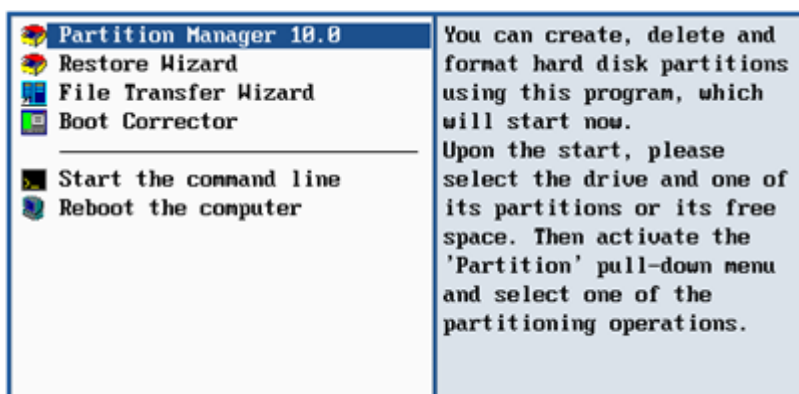 Partition Manager 10.0
Restore Wizard
File Transfer Wizard
Boot Corrector
Start the command line
Reboot the computer
You can create, delete and
format hard disk partitions
using this program, which
will start now.
Upon the start, please
select the drive and one of
its partitions or its free
space. Then activate the
'Partition' pull-down menu
and select one of the
partitioning operations.